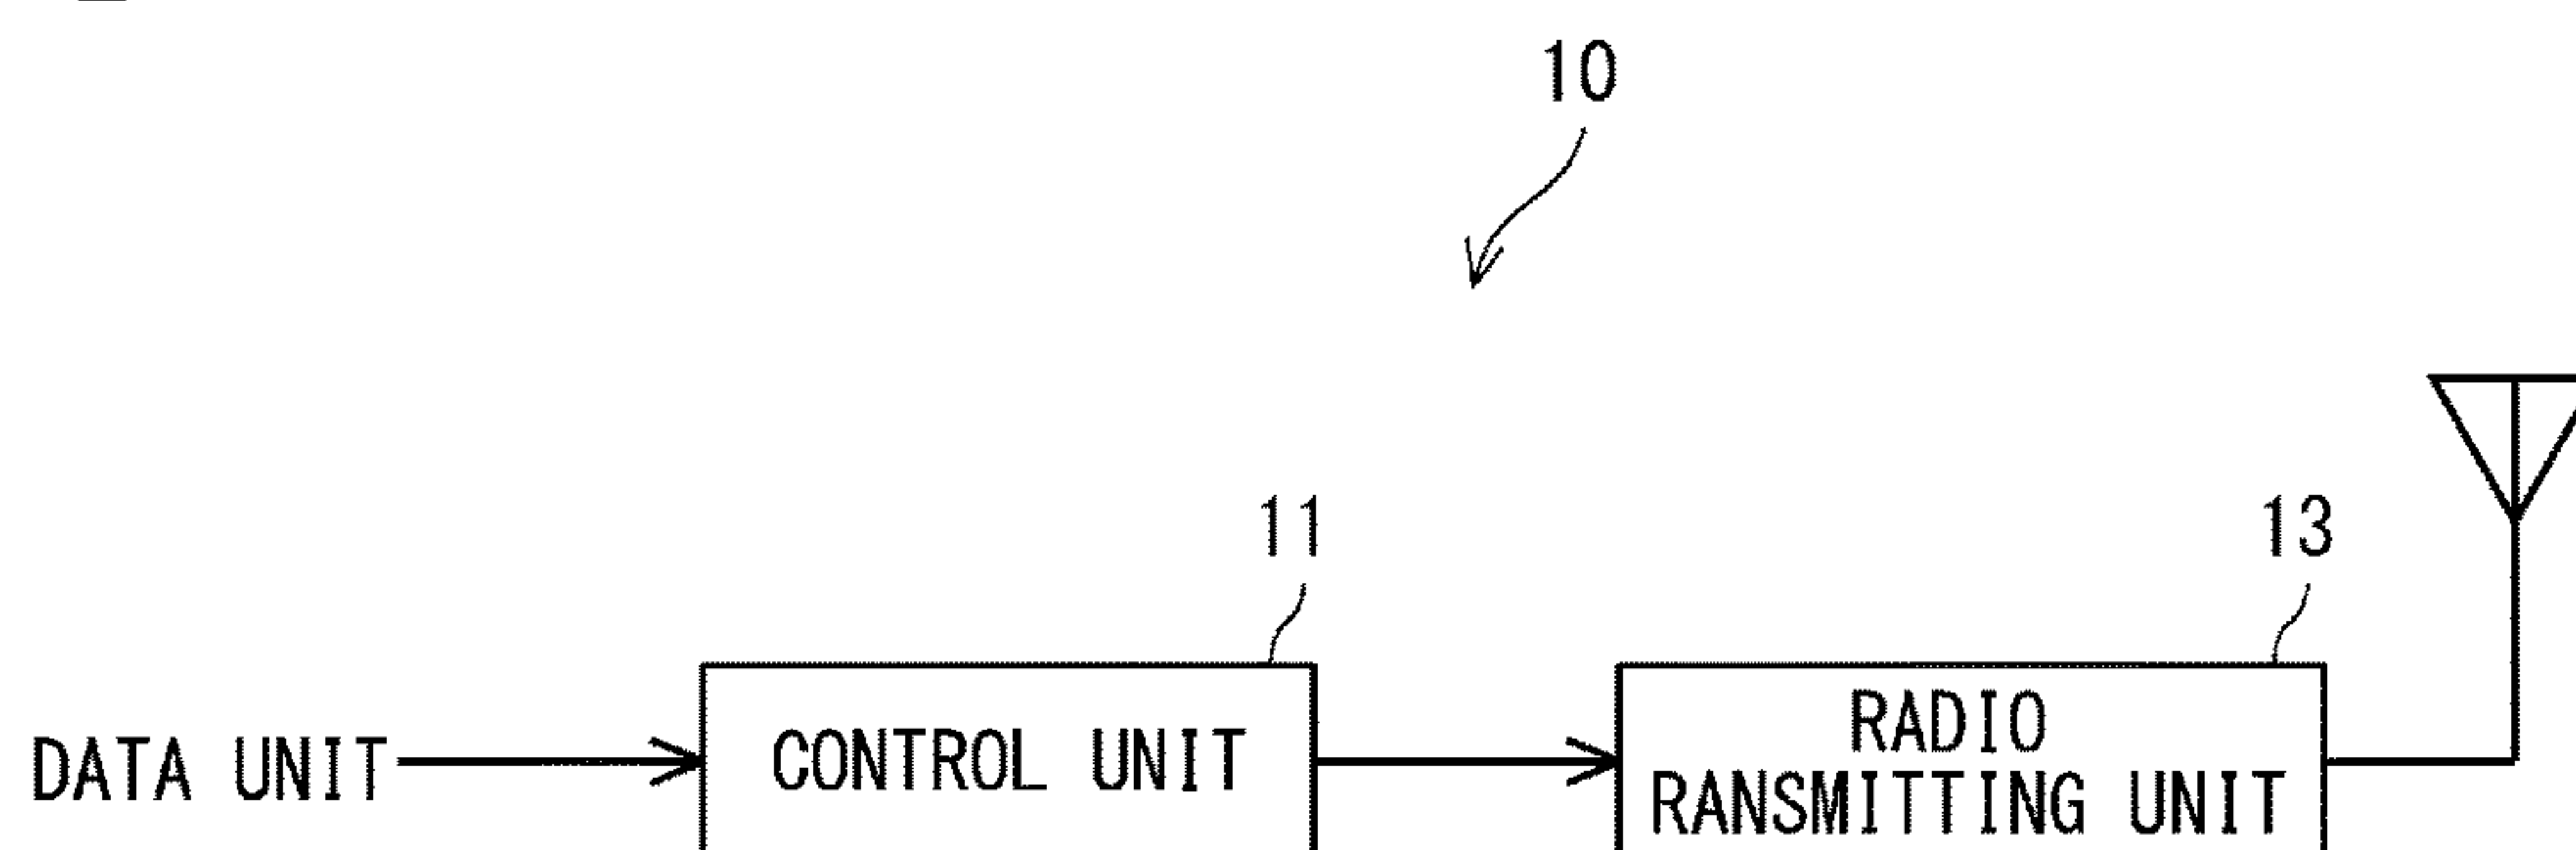 10
11
13
DATA UNIT
CONTROL UNIT
RADIO
RANSMITTING UNIT